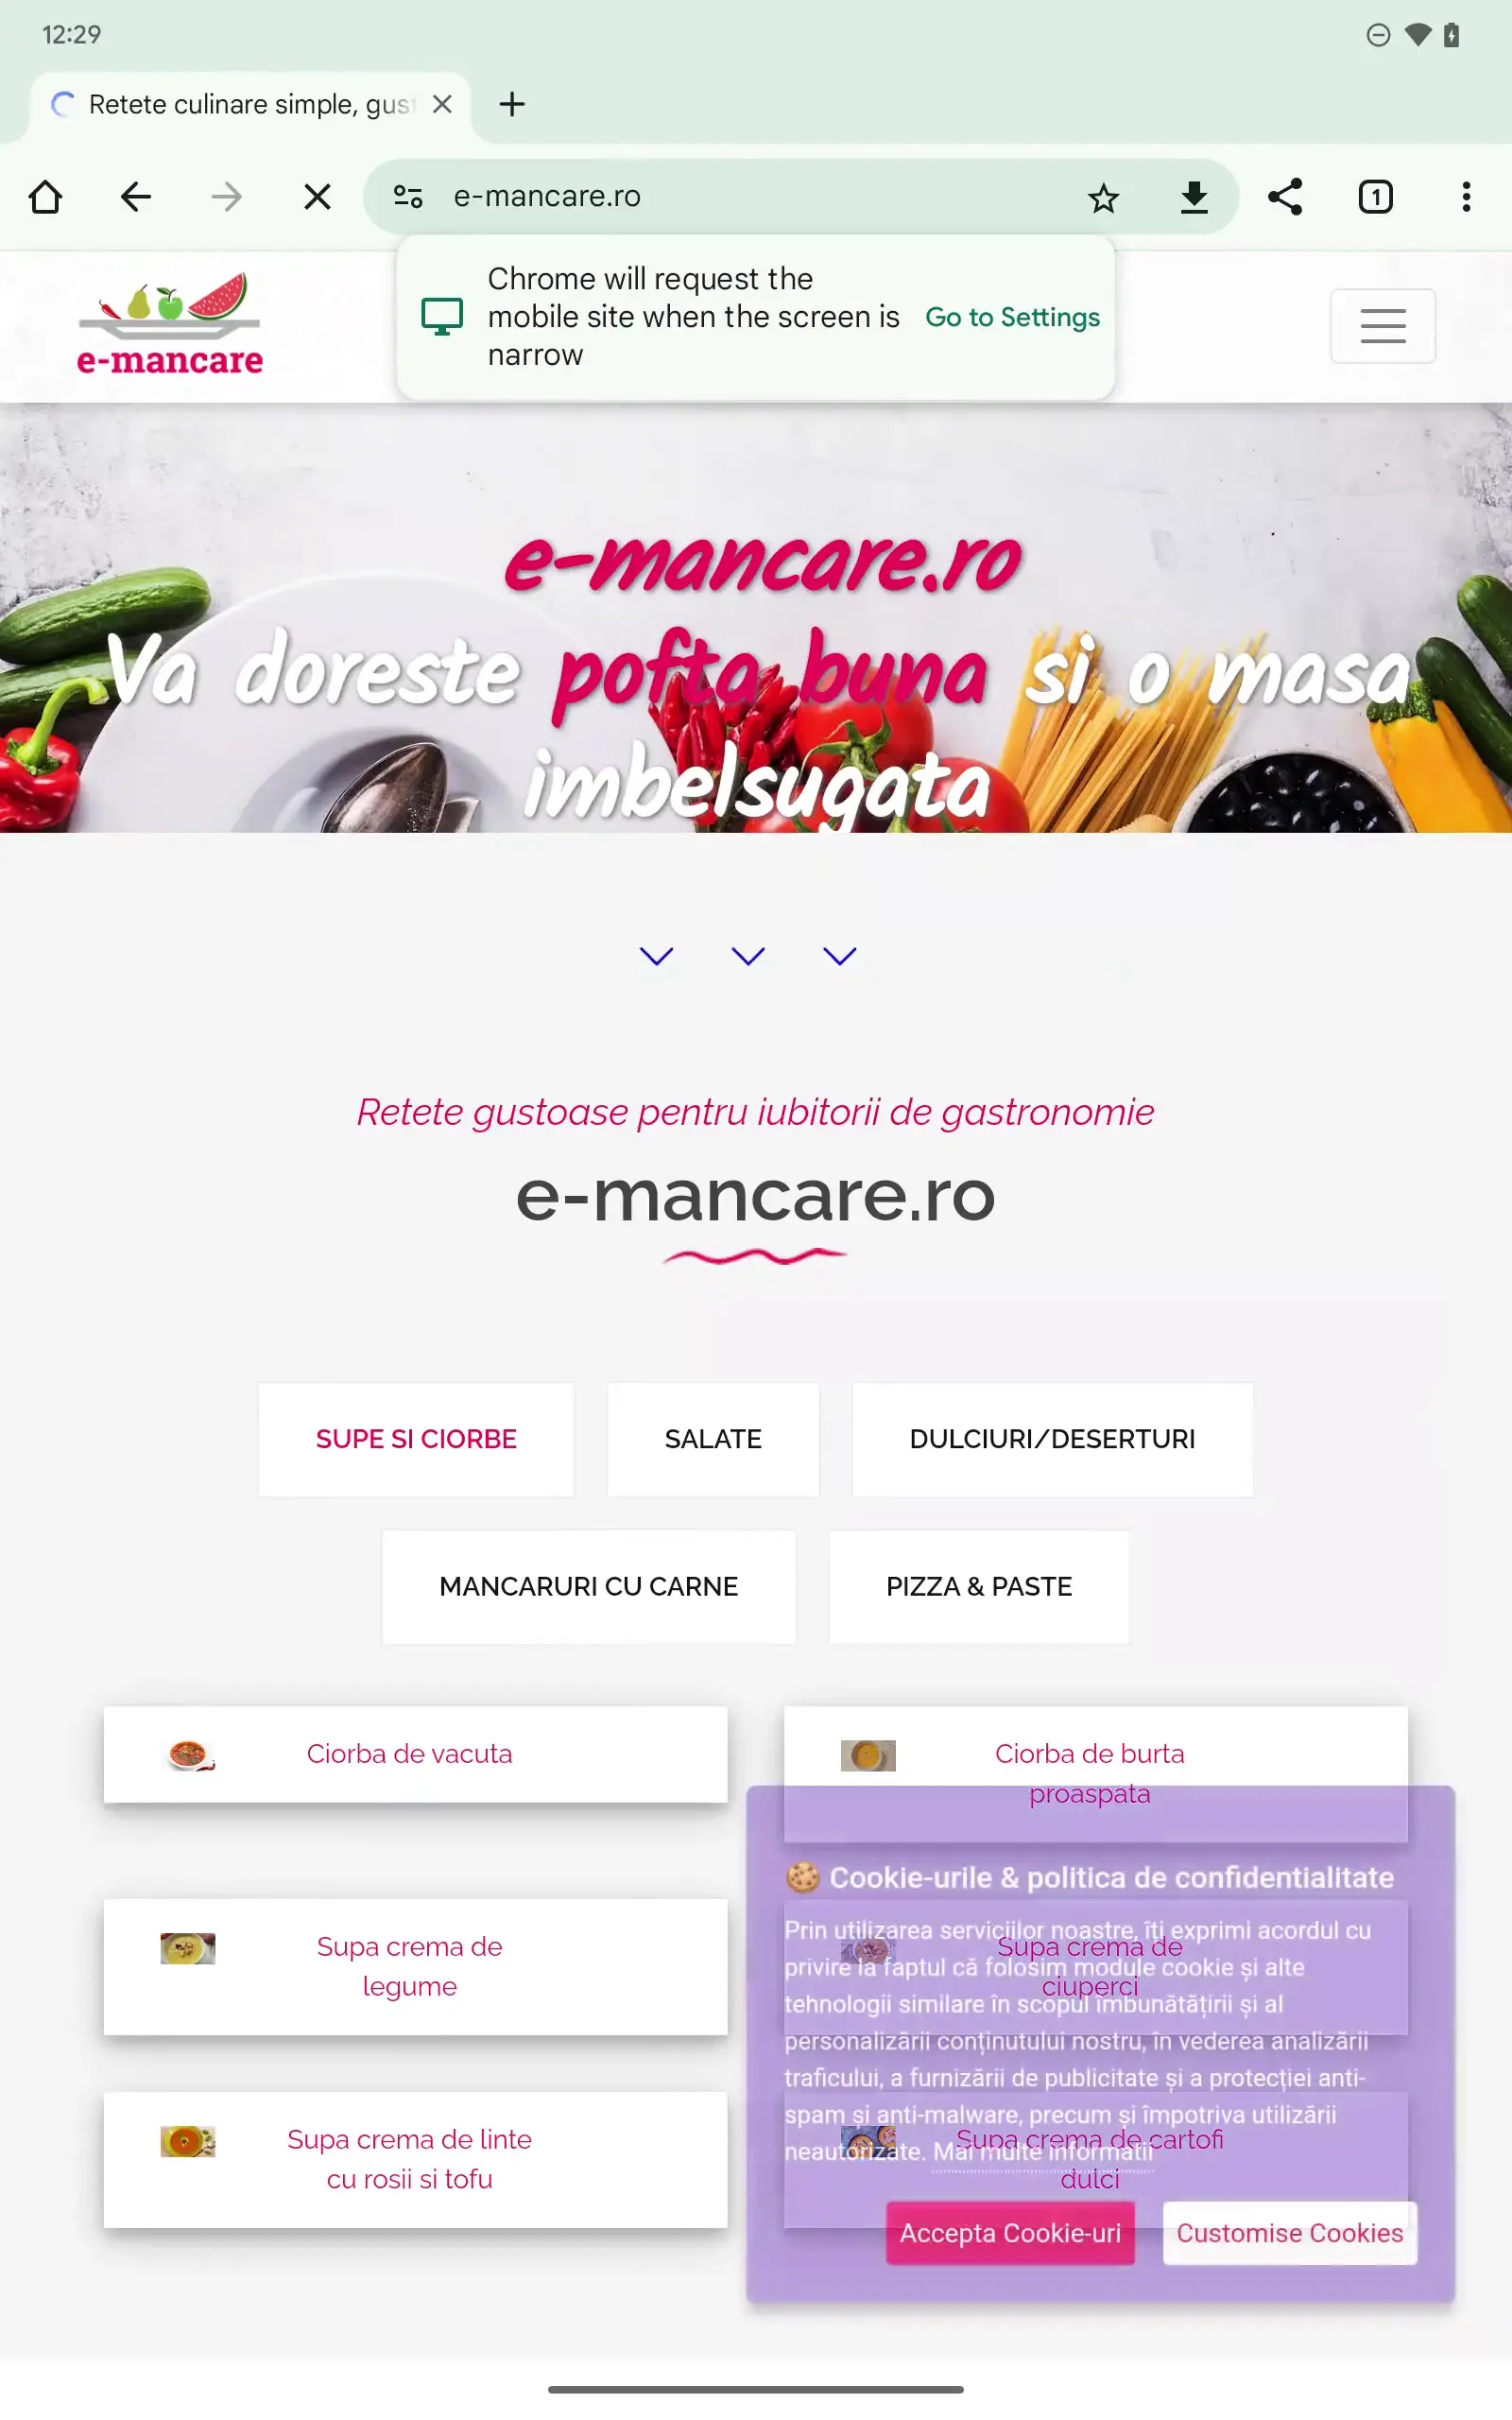 12:29
Retete culinare simple, gust
e-mancare.ro
1
Chrome will request the
mobile site when the screen is
narrow
Go to Settings
e-mancare
e-mancare.ro
Va doreste pofta buna si o masa
imbelsugata
Retete gustoase pentru iubitorii de gastronomie
e-mancare.ro
SUPE SI CIORBE
SALATE
DULCIURI/DESERTURI
MANCARURI CU CARNE
PIZZA & PASTE
Ciorba de vacuta
Ciorba de burta
proaspata
Supa crema de
legume
Supa crema de
ciuperci
Supa crema de linte
cu rosii si tofu
Supa crema de cartofi
dulci
Cookie-urile & politica de confidentialitate
Prin utilizarea serviciilor noastre, îți exprimi acordul cu
privire la faptul că folosim module cookie și alte
tehnologii similare în scopul îmbunătățirii și al
personalizării conținutului nostru, în vederea analizării
traficului, a furnizării de publicitate și a protecției anti-
spam și anti-malware, precum și împotriva utilizării
neautorizate. Mai multe informatii
Accepta Cookie-uri
Customise Cookies